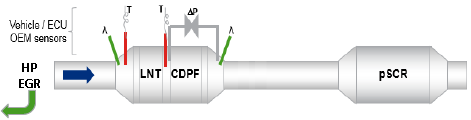 Vehicle / ECU
OEM sensors
λ
T
T
ΔP
λ
HP
EGR
LNT
CDPF
pSCR